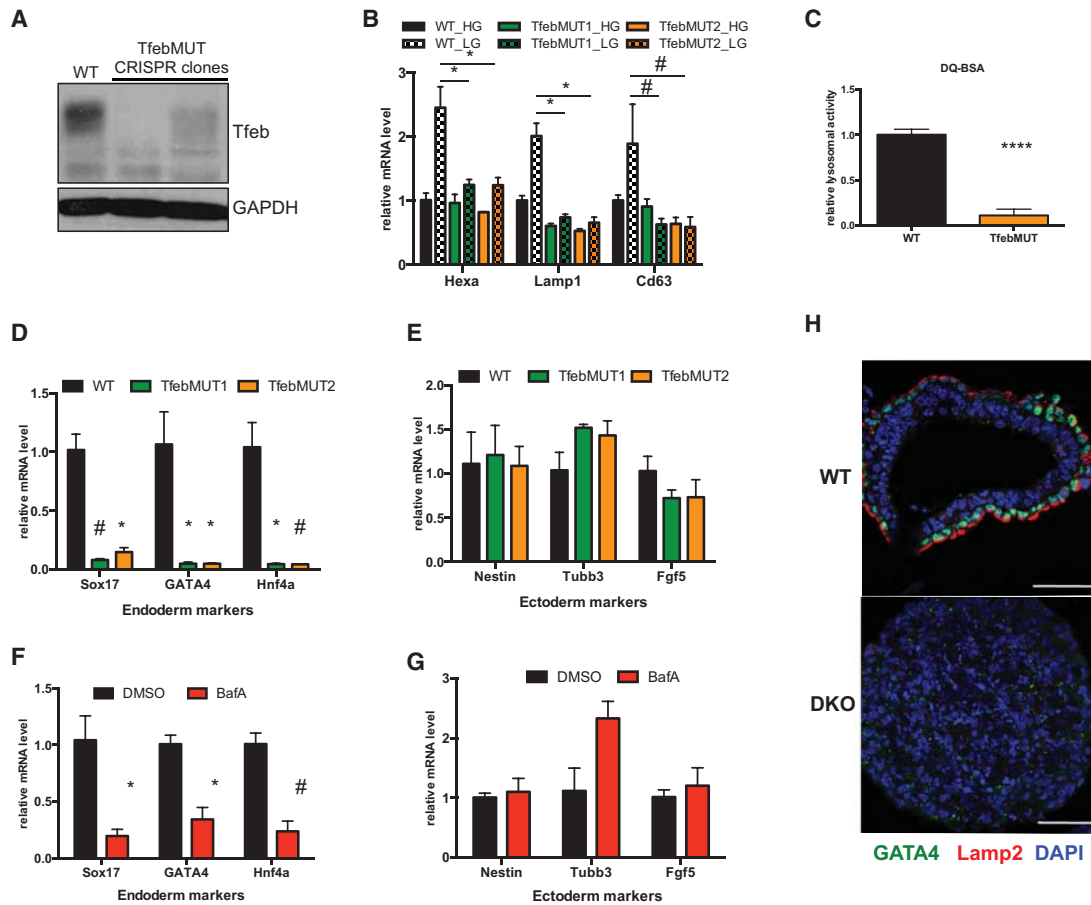 A
WT
TfebMUT
CRISPR clones
Tfeb
GAPDH
B
WT_HG
TfebMUT1_HG
TfebMUT2_HG
WT_LG
TfebMUT1_LG
TfebMUT2_LG
relative mRNA level
3
2
1
0
*
*
*
*
#
#
Hexa
Lamp1
Cd63
C
DQ-BSA
relative lysosomal activity
1.5
1.0
0.5
0.0
****
WT
TfebMUT
D
WT
TfebMUT1
TfebMUT2
relative mRNA level
1.5
1.0
0.5
0.0
# *
* *
* #
Sox17
GATA4
Hnf4a
Endoderm markers
E
WT
TfebMUT1
TfebMUT2
relative mRNA level
2.0
1.5
1.0
0.5
0.0
Nestin
Tubb3
Fgf5
Ectoderm markers
F
DMSO
BafA
relative mRNA level
1.5
1.0
0.5
0.0
*
*
#
Sox17
GATA4
Hnf4a
Endoderm markers
G
DMSO
BafA
relative mRNA level
3
2
1
0
Nestin
Tubb3
Fgf5
Ectoderm markers
H
WT
DKO
GATA4 Lamp2 DAPI